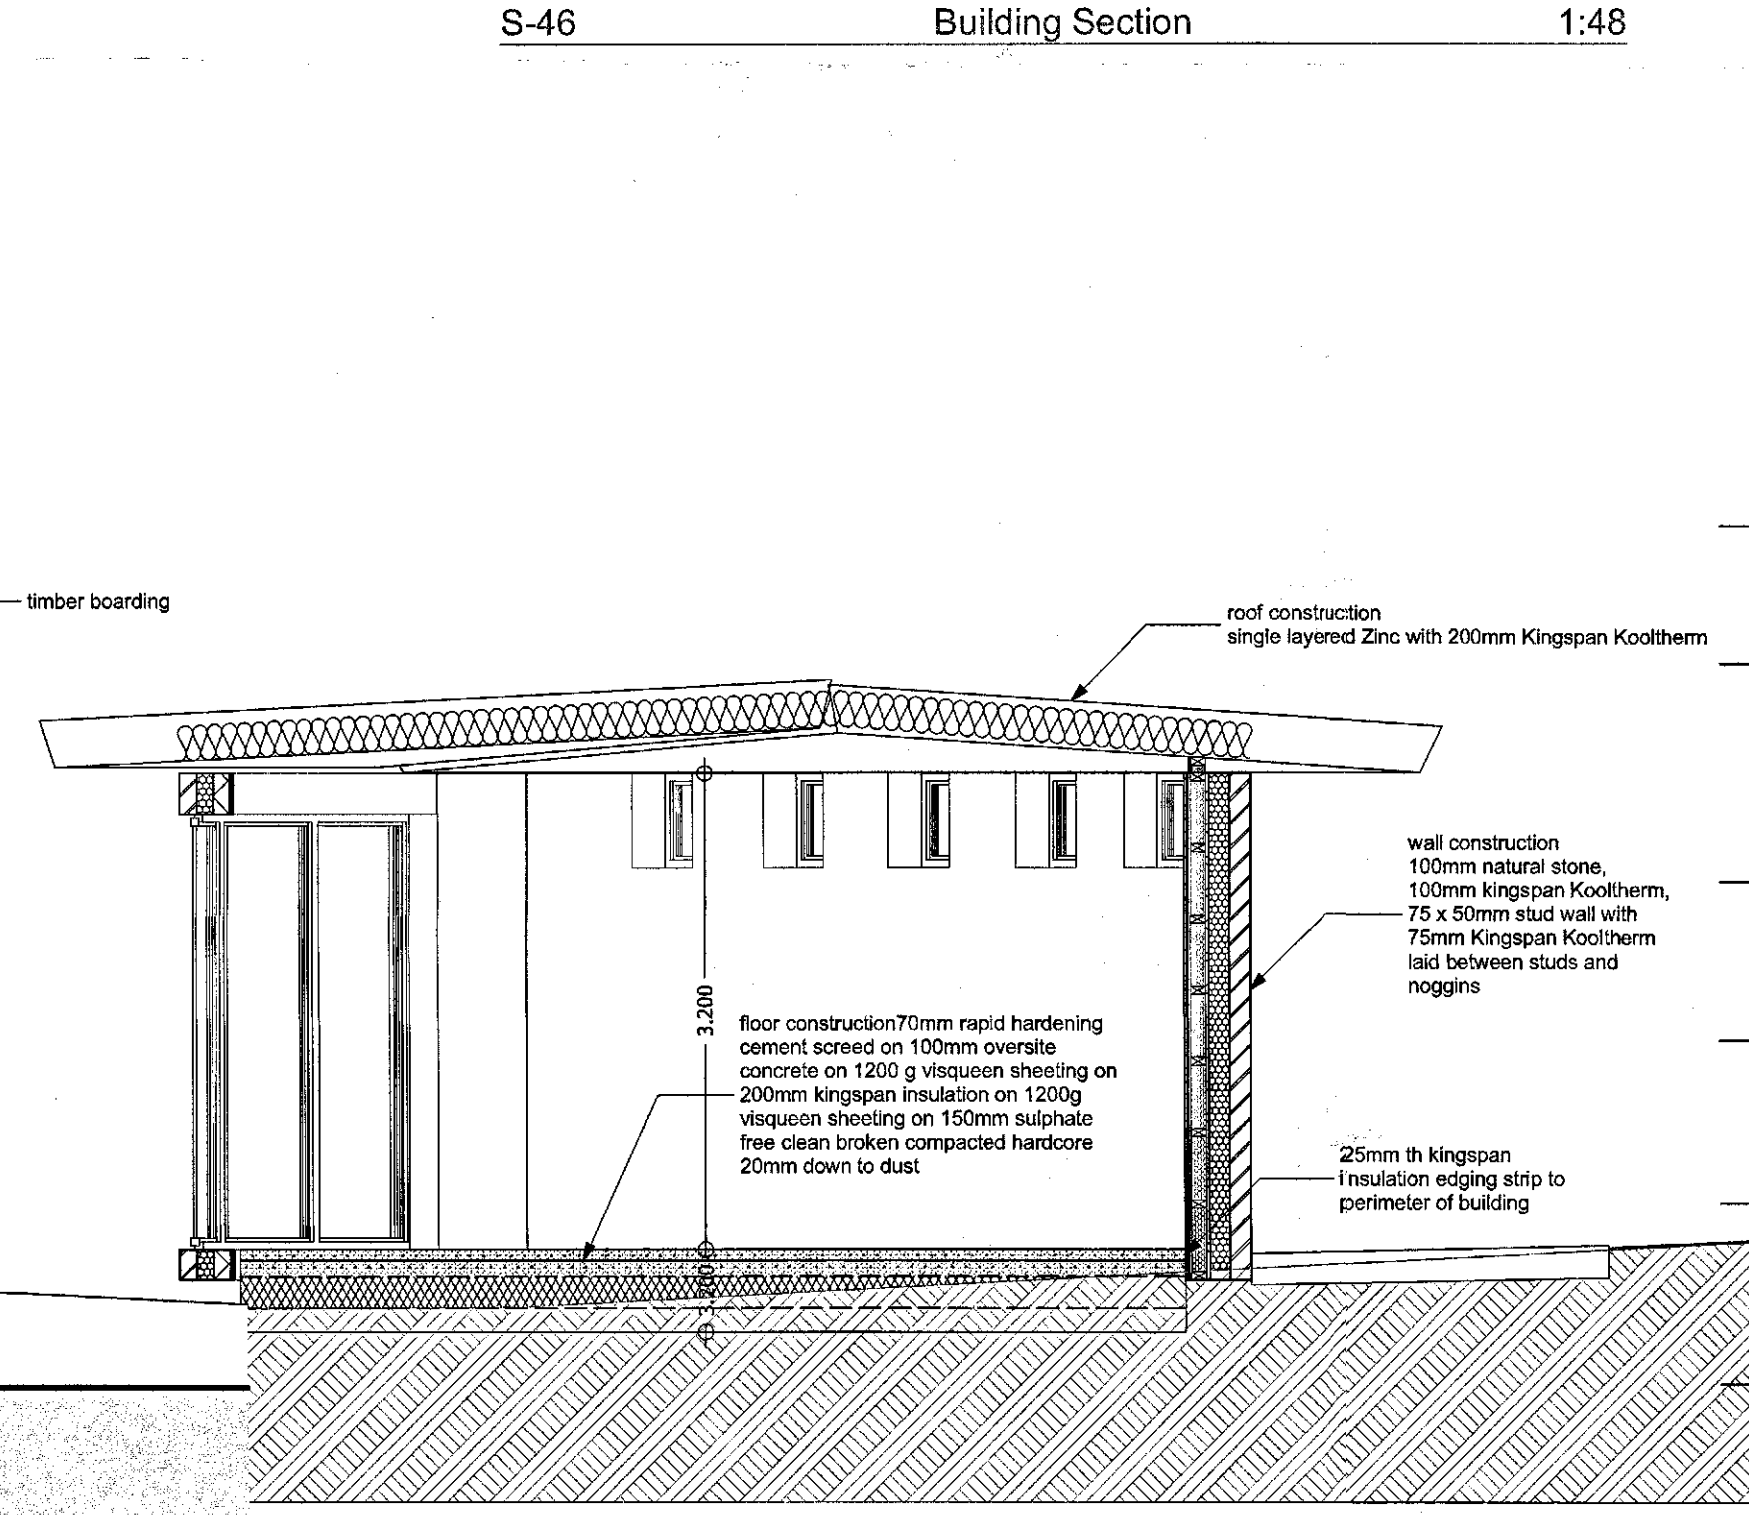 S-46 Building Section 1:48
timber boarding
roof construction
single layered Zinc with 200mm Kingspan Kooltherm
wall construction
100mm natural stone,
100mm kingspan Kooltherm,
75 x 50mm stud wall with
75mm Kingspan Kooltherm
laid between studs and
noggins
3.200
floor construction70mm rapid hardening
cement screed on 100mm oversite
concrete on 1200 g visqueen sheeting on
200mm kingspan insulation on 1200g
visqueen sheeting on 150mm sulphate
free clean broken compacted hardcore
20mm down to dust
25mm th kingspan
insulation edging strip to
perimeter of building